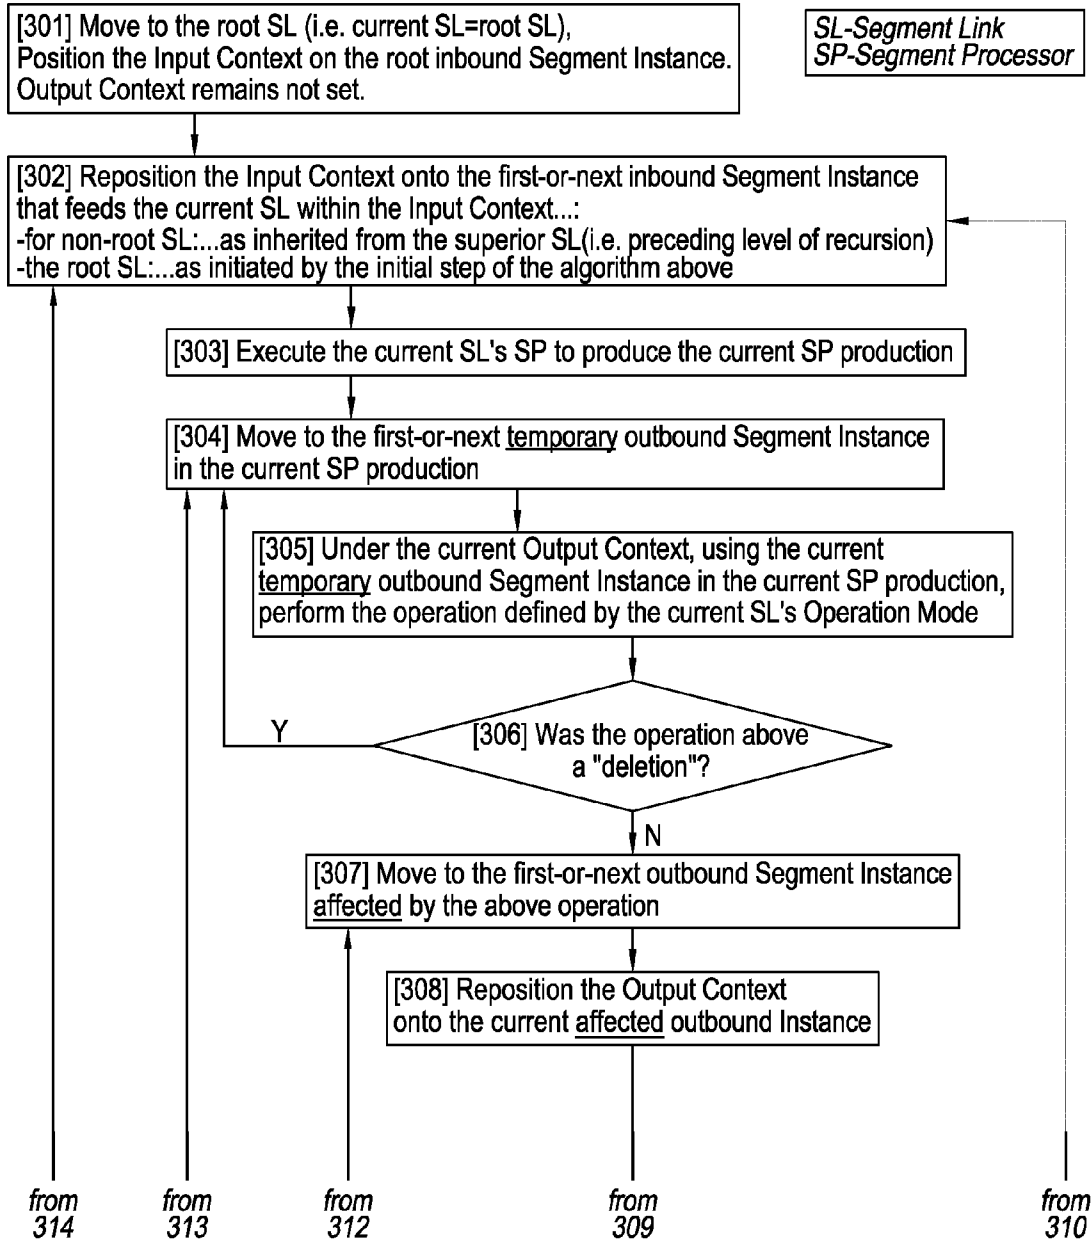 [301] Move to the root SL (i.e. current SL=root SL),
Position the Input Context on the root inbound Segment Instance.
Output Context remains not set.
SL-Segment Link
SP-Segment Processor
[302] Reposition the Input Context onto the first-or-next inbound Segment Instance
that feeds the current SL within the Input Context...:
-for non-root SL:...as inherited from the superior SL(i.e. preceding level of recursion)
-the root SL:...as initiated by the initial step of the algorithm above
[303] Execute the current SL's SP to produce the current SP production
[304] Move to the first-or-next temporary outbound Segment Instance
in the current SP production
[305] Under the current Output Context, using the current
temporary outbound Segment Instance in the current SP production,
perform the operation defined by the current SL's Operation Mode
Y
[306] Was the operation above
a "deletion"?
N
[307] Move to the first-or-next outbound Segment Instance
affected by the above operation
[308] Reposition the Output Context
onto the current affected outbound Instance
from
314
from
313
from
312
from
309
from
310